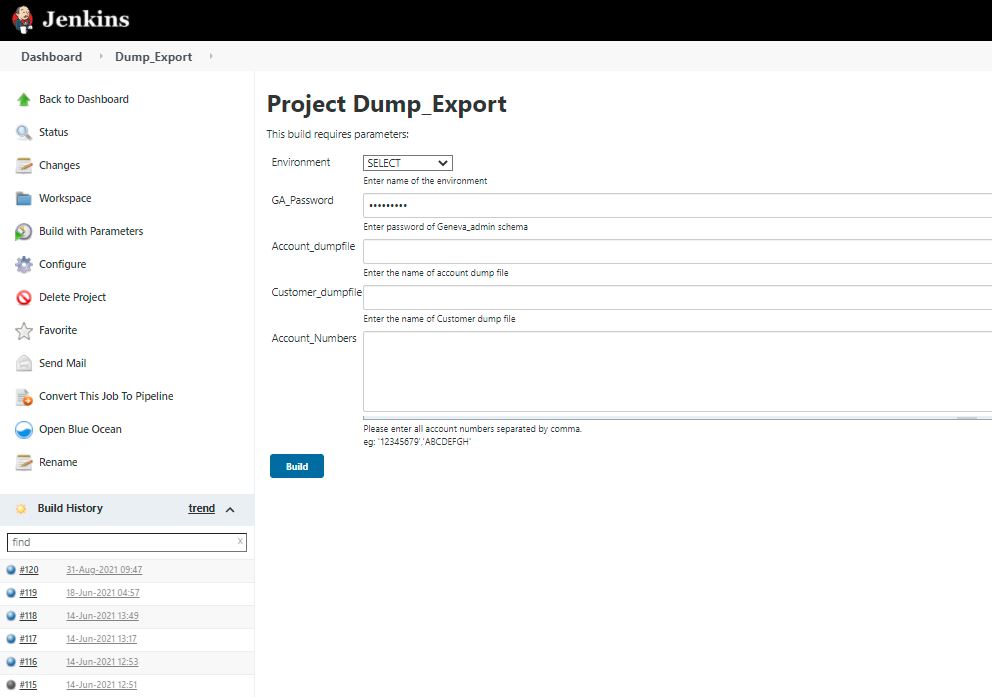 Jenkins
Dashboard
Dump_Export
Back to Dashboard
Status
Changes
Workspace
Build with Parameters
Configure
Delete Project
Favorite
Send Mail
Convert This Job To Pipeline
Open Blue Ocean
Rename
Build History
trend
find
x
#120 31-Aug-2021 09:47
#119 18-Jun-2021 04:57
#118 14-Jun-2021 13:49
#117 14-Jun-2021 13:17
#116 14-Jun-2021 12:53
#115 14-Jun-2021 12:51
Project Dump_Export
This build requires parameters:
Environment
SELECT
Enter name of the environment
GA_Password
•••••••••
Enter password of Geneva_admin schema
Account_dumpfile
Enter the name of account dump file
Customer_dumpfile
Enter the name of Customer dump file
Account_Numbers
Please enter all account numbers separated by comma.
eg: '12345679','ABCDEFGH'
Build